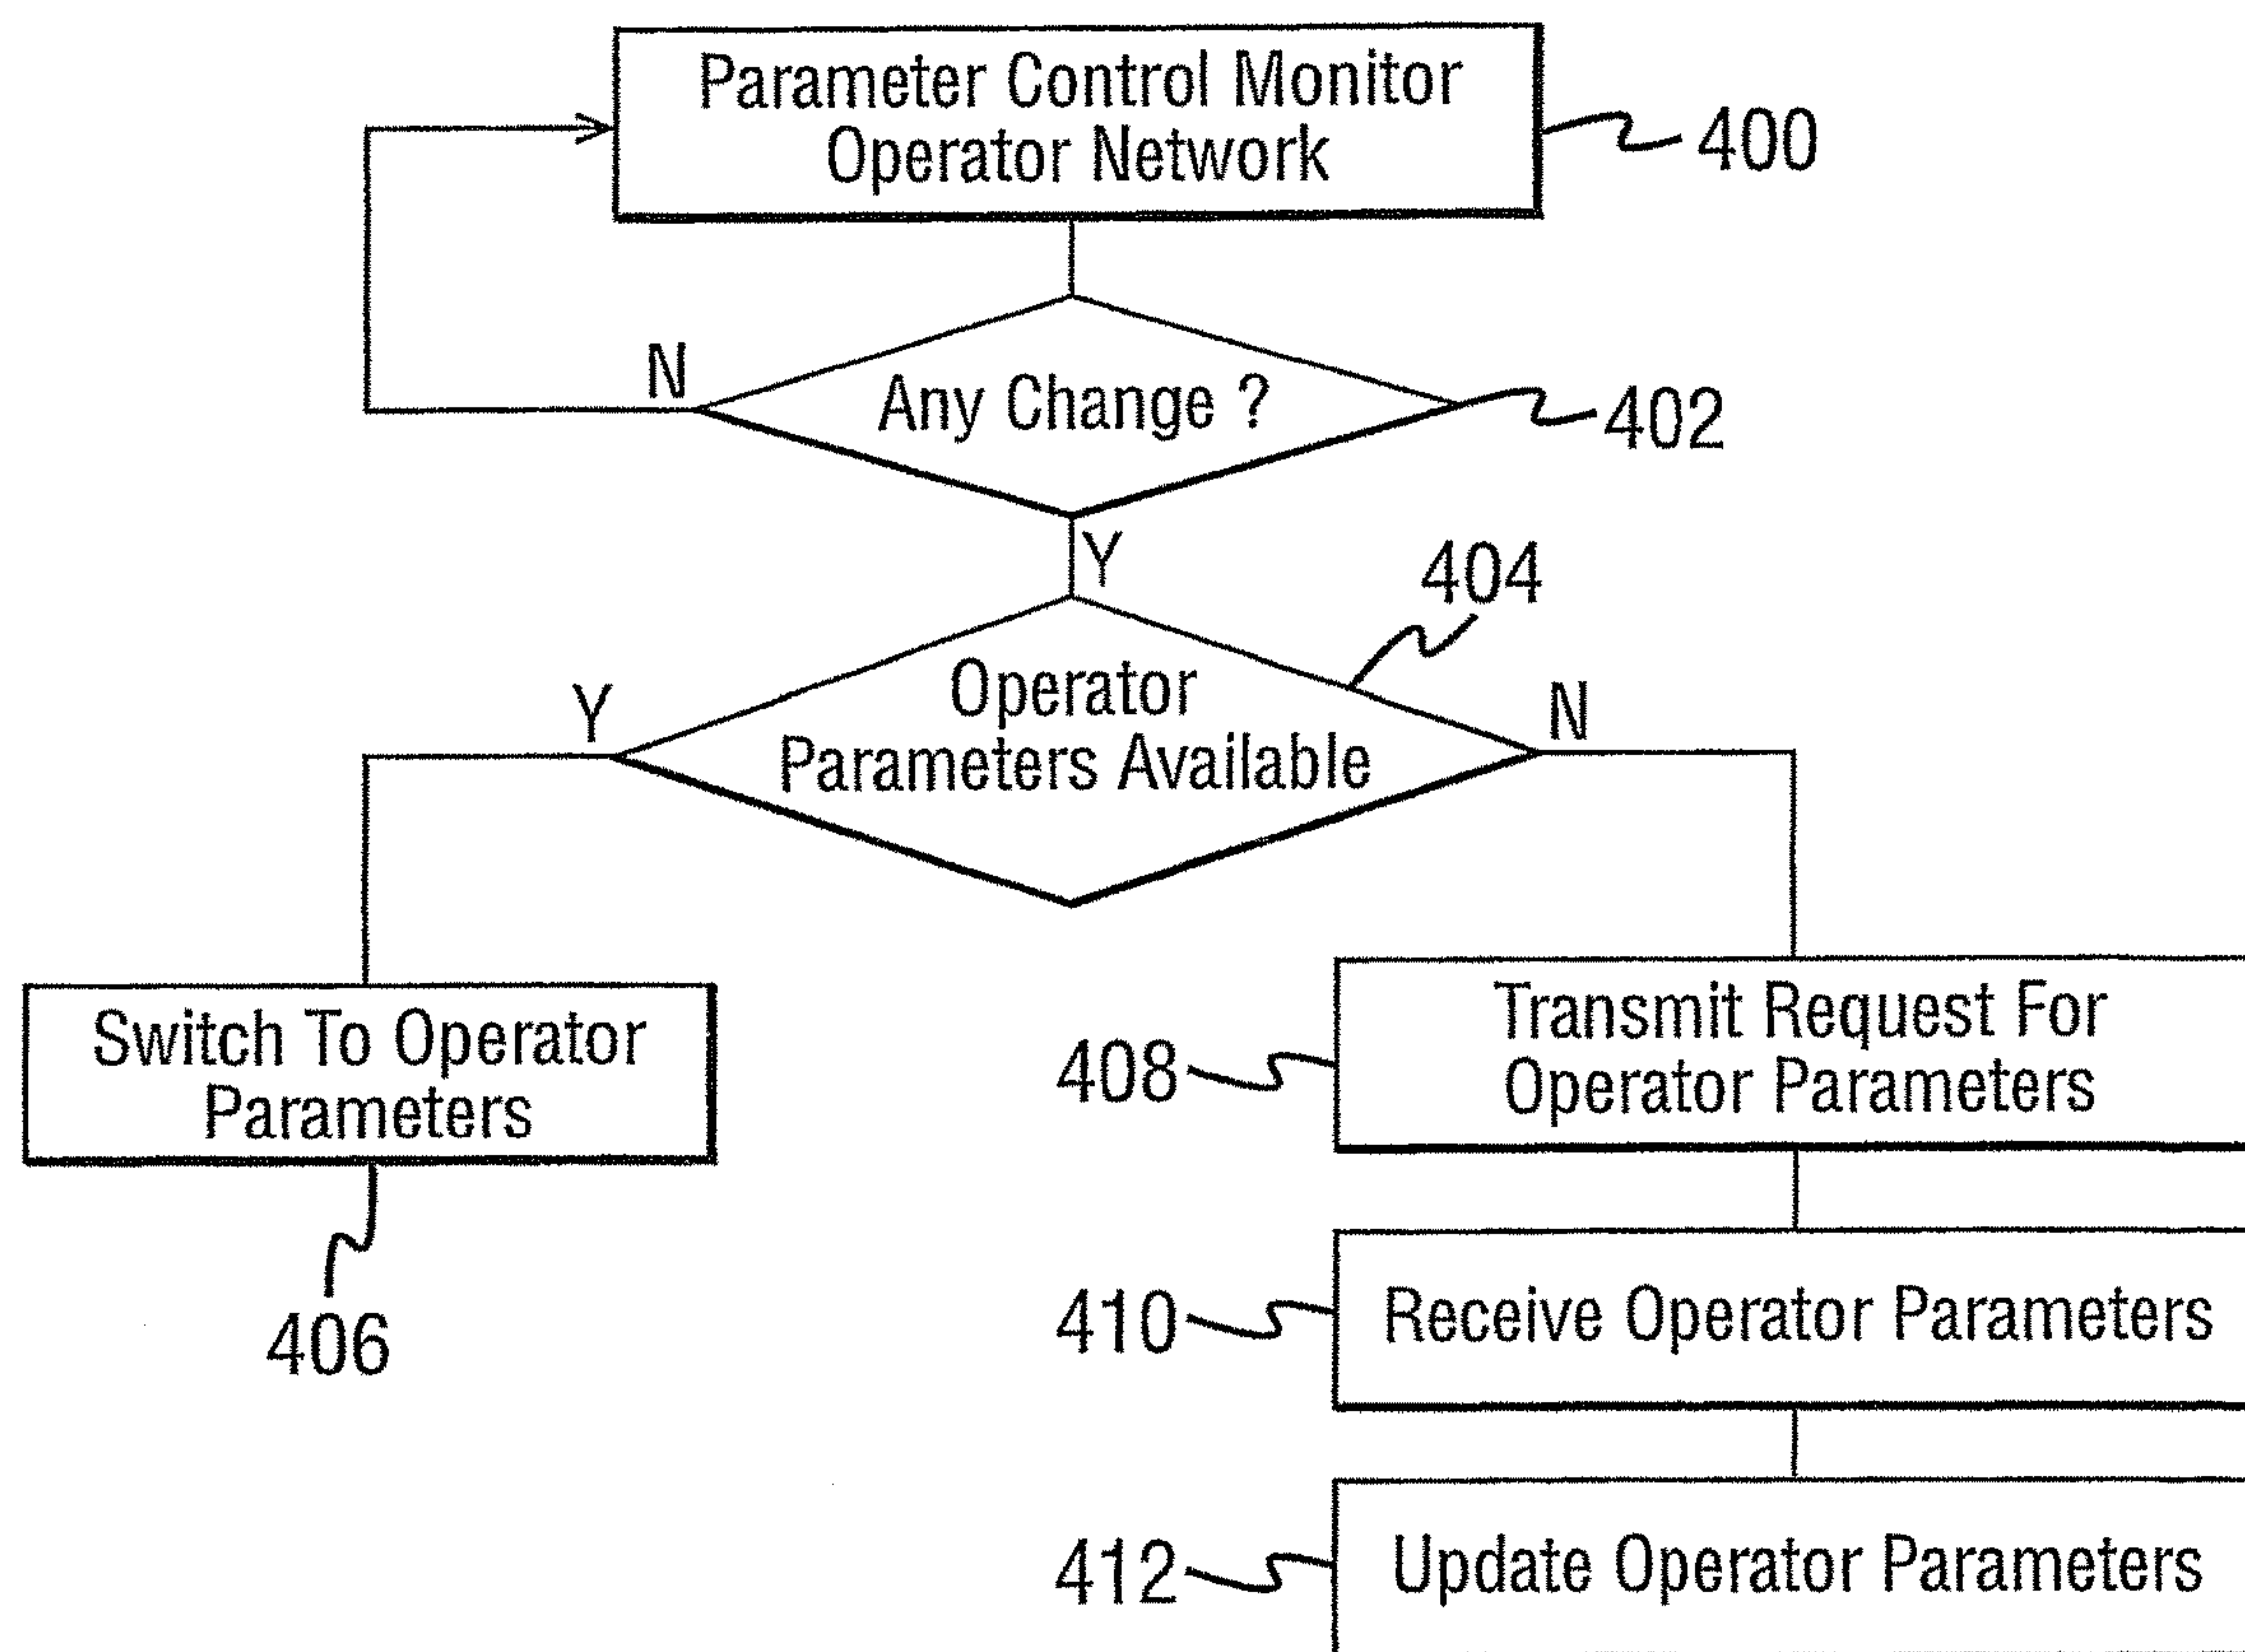 Parameter Control Monitor
Operator Network
400
N
Any Change ?
402
Y
404
Y
Operator
Parameters Available
N
Switch To Operator
Parameters
406
408
Transmit Request For
Operator Parameters
410
Receive Operator Parameters
412
Update Operator Parameters